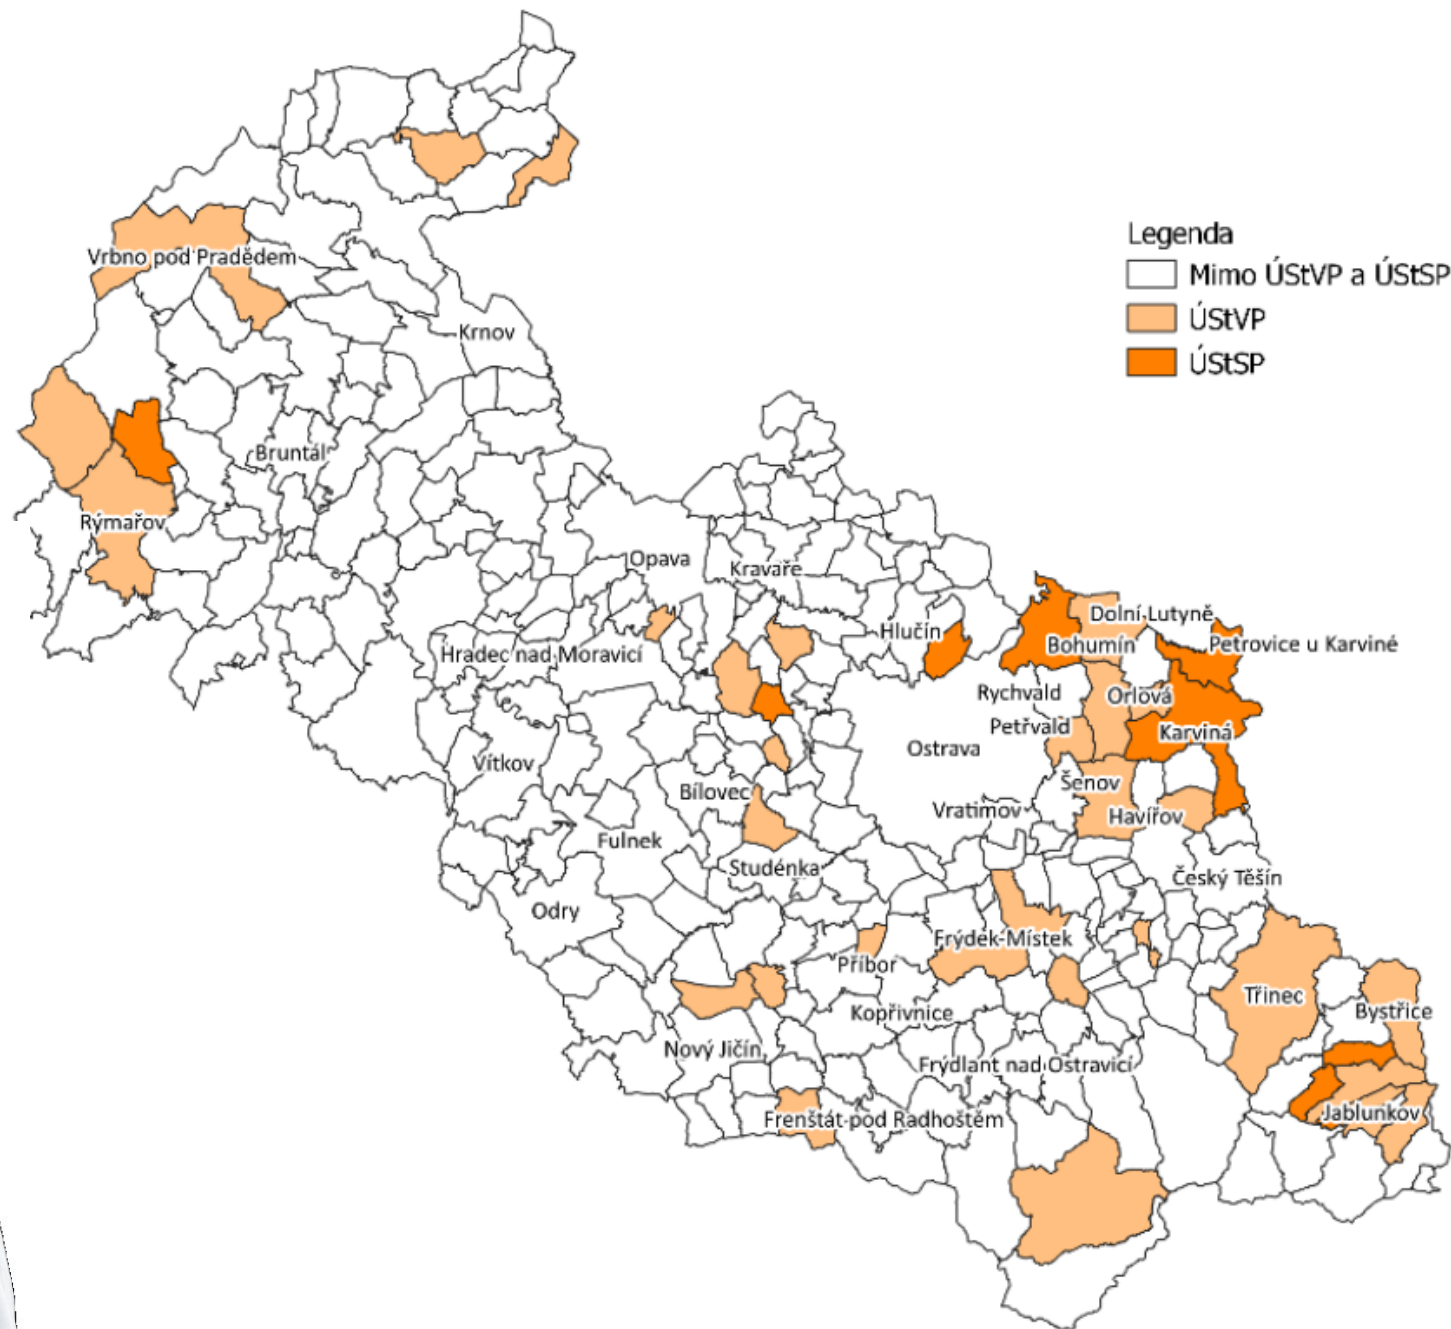 Legenda
Mimo ÚStVP a ÚStSP
Vrbno pod Pradědem
ÚStVP
Krnov
ÚStSP
Bruntál
Rýmařov
Opava
Kravaře
Dolní Lutyně
Hlučín
Bohumín
Petrovice u Karviné
Hradec nad Moravicí
Rychvald
Orlová
Petřvald
Karviná
Ostrava
Vítkov
Šenov
Bílovec
Vratimov
Havířov
Fulnek
Studénka
Český Těšín
Odry
Frýdek-Místek
Příbor
Třinec
Kopřivnice
Bystřice
Nový Jičín
Frýdlant nad Ostravicí
Frenštát pod Radhoštěm
Jablunkov